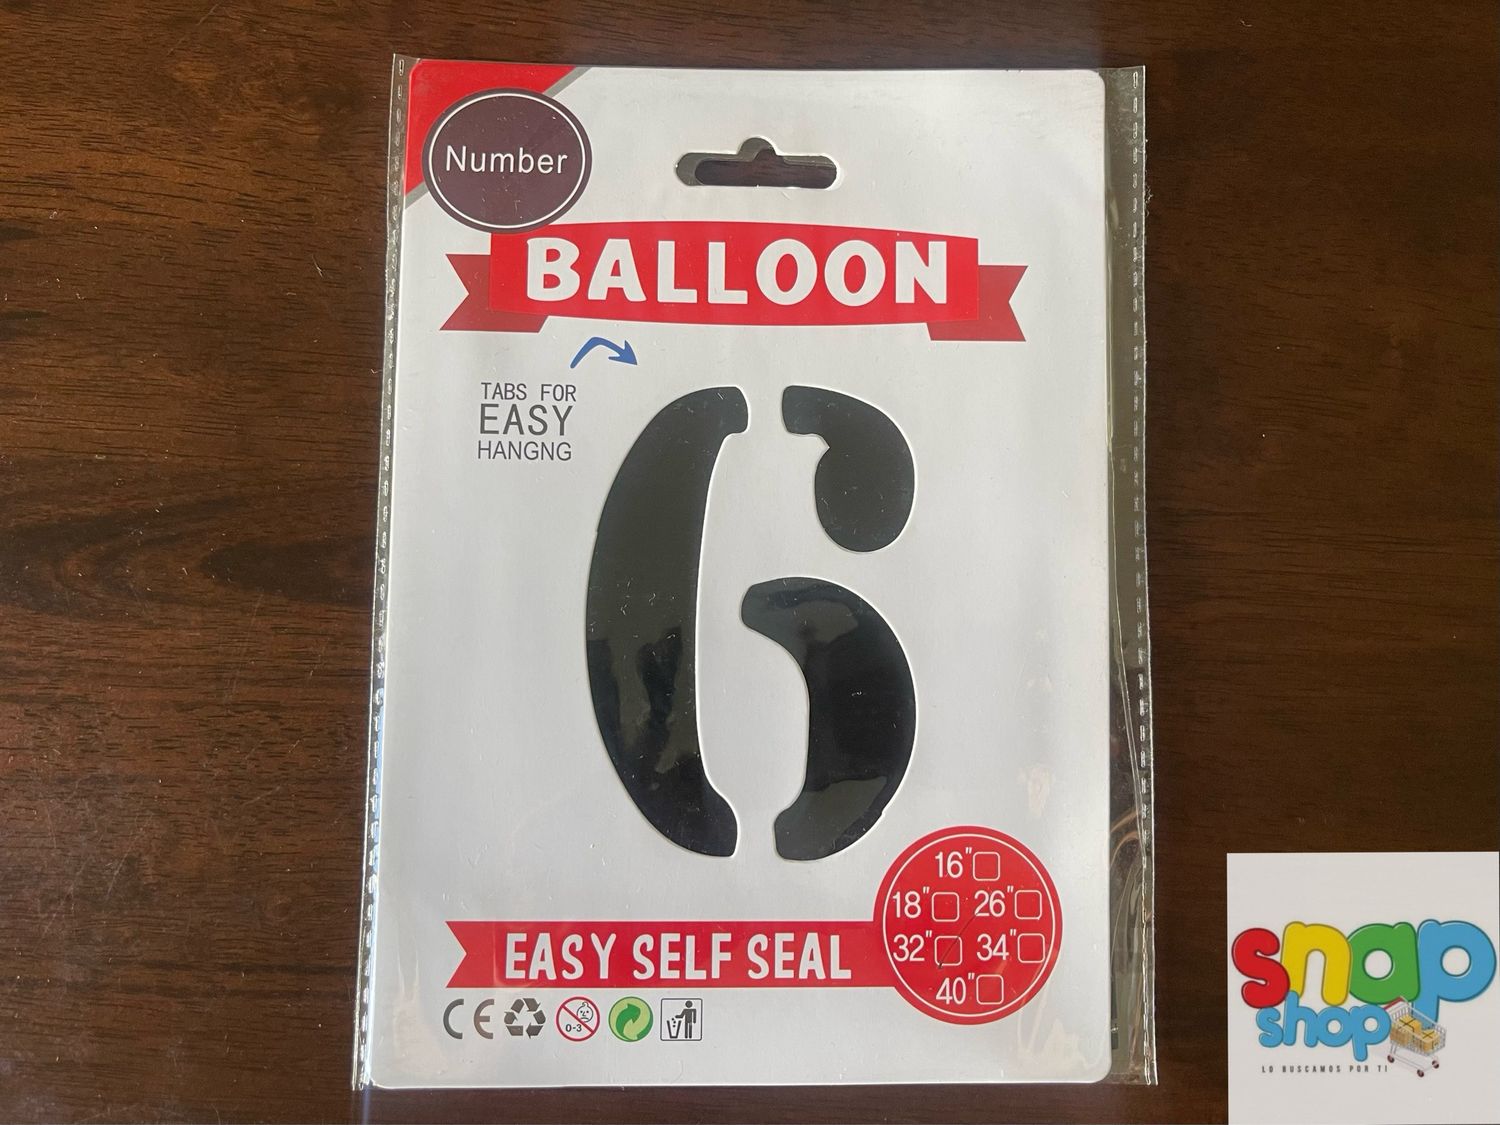 Number
BALLOON
TABS FOR
EASY
HANGNG
6
16"
18" 26"
32" 34"
40"
EASY SELF SEAL
CE
0-3
snap
shop
LO BUSCAMOS POR TI